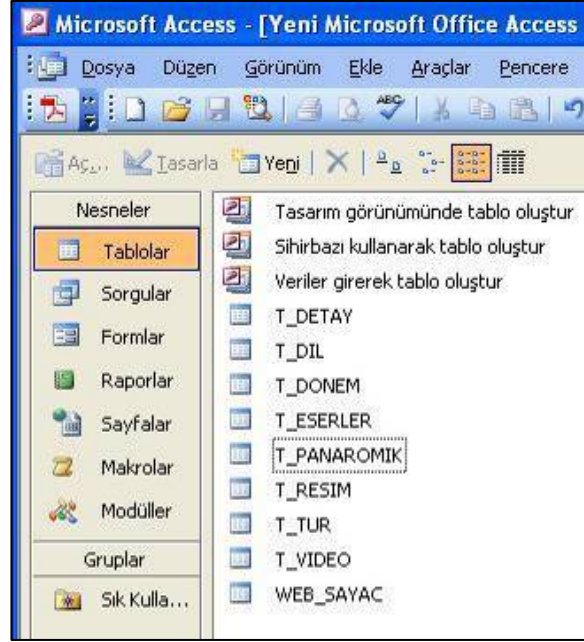 Microsoft Access - [Yeni Microsoft Office Access
Dosya Düzen Görünüm Ekle Araçlar Pencere
Aç... Tasarla Yeni
Nesneler
Tablolar
Sorgular
Formlar
Raporlar
Sayfalar
Makrolar
Modüller
Gruplar
Sık Kulla...
Tasarım görünümünde tablo oluştur
Sihirbazı kullanarak tablo oluştur
Veriler girerek tablo oluştur
T_DETAY
T_DIL
T_DONEM
T_ESERLER
T_PANAROMIK
T_RESIM
T_TUR
T_VIDEO
WEB_SAYAC